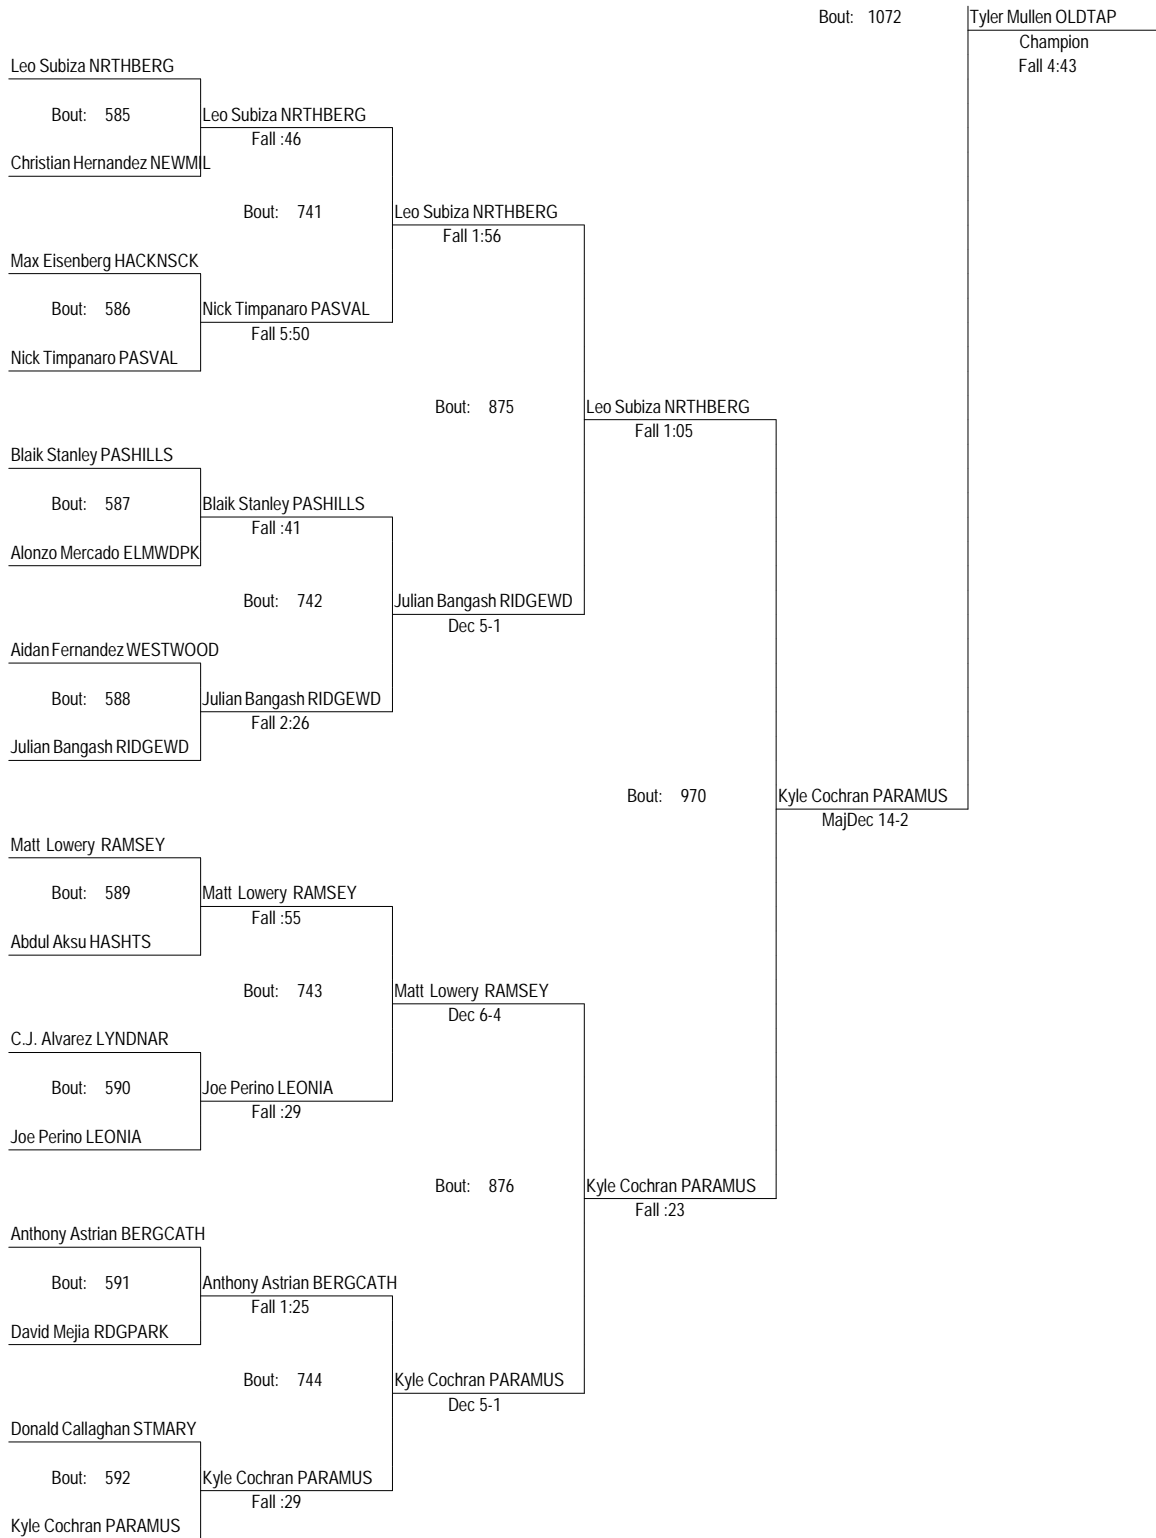 Bout: 1072 Tyler Mullen OLDTAP
Champion
Leo Subiza NRTHBERG Fall 4:43
Bout: 585 Leo Subiza NRTHBERG
Fall :46
Christian Hernandez NEWMIL
Bout: 741 Leo Subiza NRTHBERG
Fall 1:56
Max Eisenberg HACKNSCK
Bout: 586 Nick Timpanaro PASVAL
Fall 5:50
Nick Timpanaro PASVAL
Bout: 875 Leo Subiza NRTHBERG
Fall 1:05
Blaik Stanley PASHILLS
Bout: 587 Blaik Stanley PASHILLS
Fall :41
Alonzo Mercado ELMWDPK
Bout: 742 Julian Bangash RIDGEWD
Dec 5-1
Aidan Fernandez WESTWOOD
Bout: 588 Julian Bangash RIDGEWD
Fall 2:26
Julian Bangash RIDGEWD
Bout: 970 Kyle Cochran PARAMUS
MajDec 14-2
Matt Lowery RAMSEY
Bout: 589 Matt Lowery RAMSEY
Fall :55
Abdul Aksu HASHTS
Bout: 743 Matt Lowery RAMSEY
Dec 6-4
C.J. Alvarez LYNDNAR
Bout: 590 Joe Perino LEONIA
Fall :29
Joe Perino LEONIA
Bout: 876 Kyle Cochran PARAMUS
Fall :23
Anthony Astrian BERGCATH
Bout: 591 Anthony Astrian BERGCATH
Fall 1:25
David Mejia RDGPARK
Bout: 744 Kyle Cochran PARAMUS
Dec 5-1
Donald Callaghan STMARY
Bout: 592 Kyle Cochran PARAMUS
Fall :29
Kyle Cochran PARAMUS